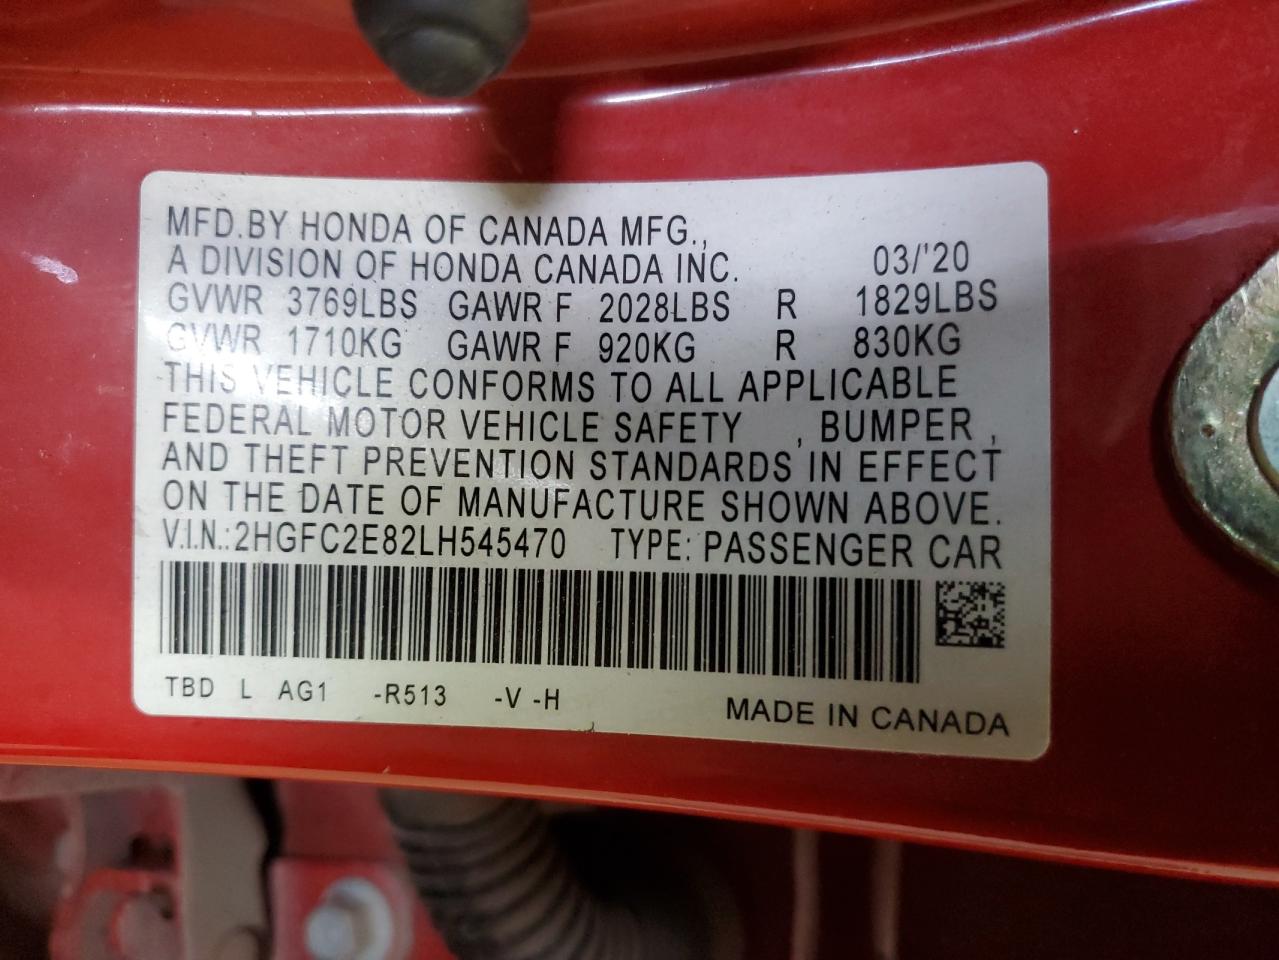 MFD.BY HONDA OF CANADA MFG.,
A DIVISION OF HONDA CANADA INC. 03/'20
GVWR 3769LBS GAWR F 2028LBS R 1829LBS
GVWR 1710KG GAWR F 920KG R 830KG
THIS VEHICLE CONFORMS TO ALL APPLICABLE
FEDERAL MOTOR VEHICLE SAFETY , BUMPER ,
AND THEFT PREVENTION STANDARDS IN EFFECT
ON THE DATE OF MANUFACTURE SHOWN ABOVE.
V.I.N.:2HGFC2E82LH545470 TYPE: PASSENGER CAR
TBD L AG1 -R513 -V -H
MADE IN CANADA